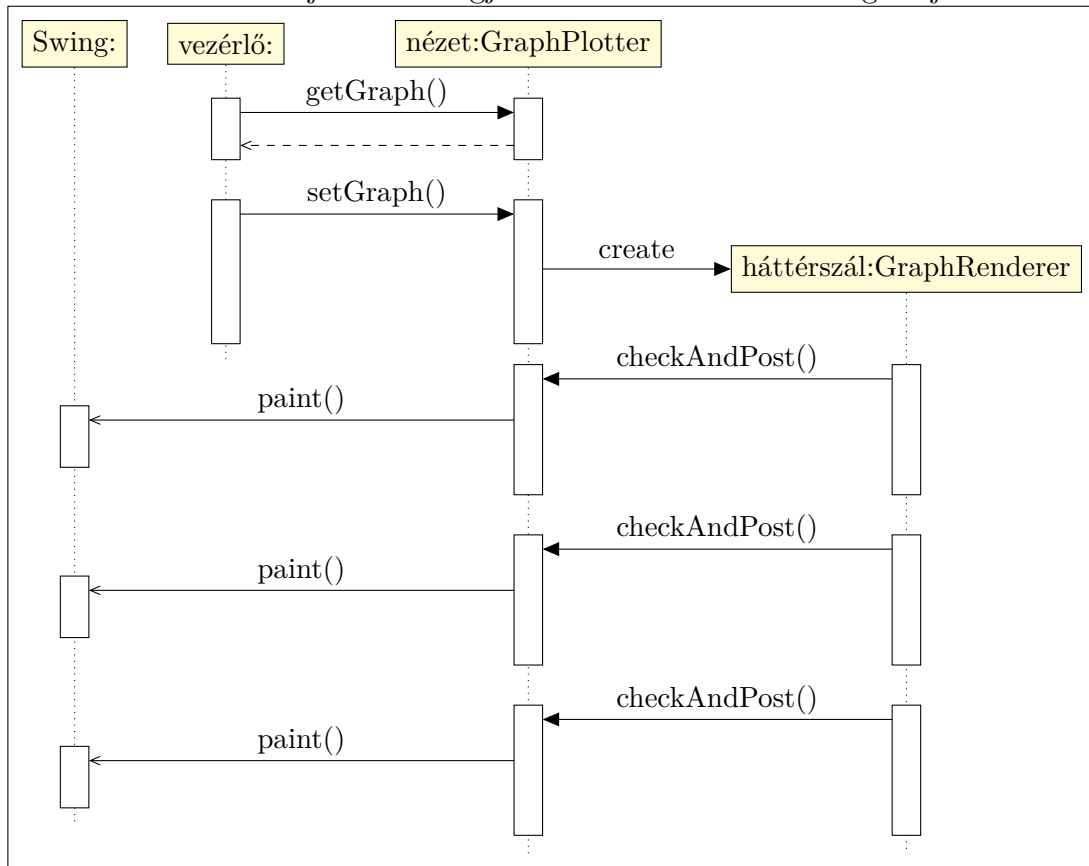 Swing:
vezérlő:
nézet:GraphPlotter
getGraph()
setGraph()
create
háttérszál:GraphRenderer
checkAndPost()
paint()
checkAndPost()
paint()
checkAndPost()
paint()